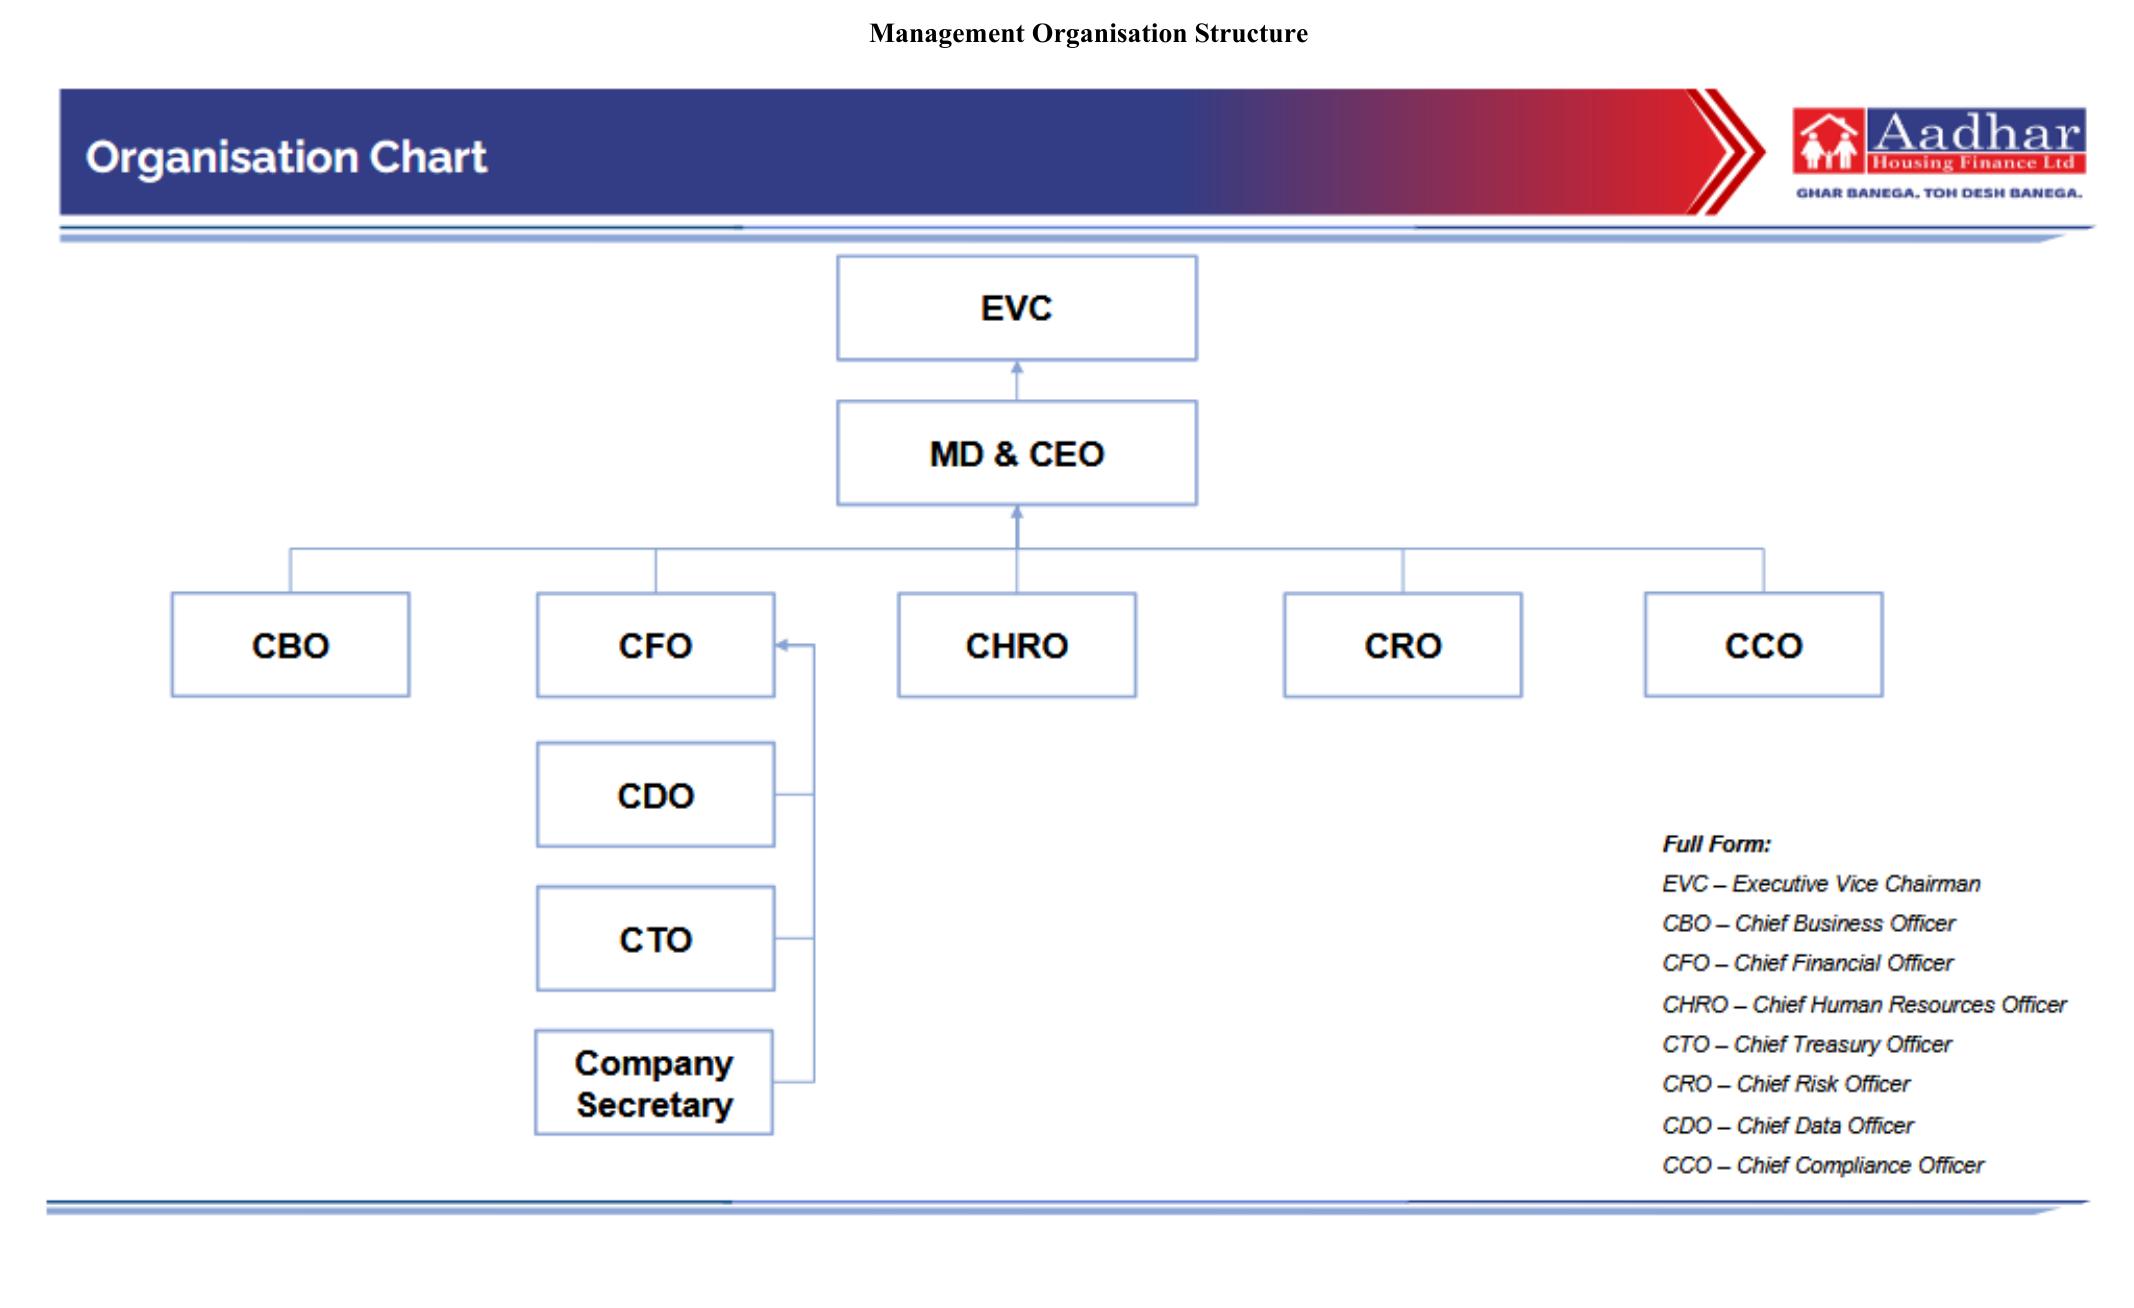 Management Organisation Structure
Organisation Chart
Aadhar
Housing Finance Ltd
GHAR BANEGA. TOH DESH BANEGA.
EVC
MD & CEO
CBO
CFO
CHRO
CRO
CCO
CDO
CTO
Company
Secretary
Full Form:
EVC – Executive Vice Chairman
CBO – Chief Business Officer
CFO – Chief Financial Officer
CHRO – Chief Human Resources Officer
CTO – Chief Treasury Officer
CRO – Chief Risk Officer
CDO – Chief Data Officer
CCO – Chief Compliance Officer